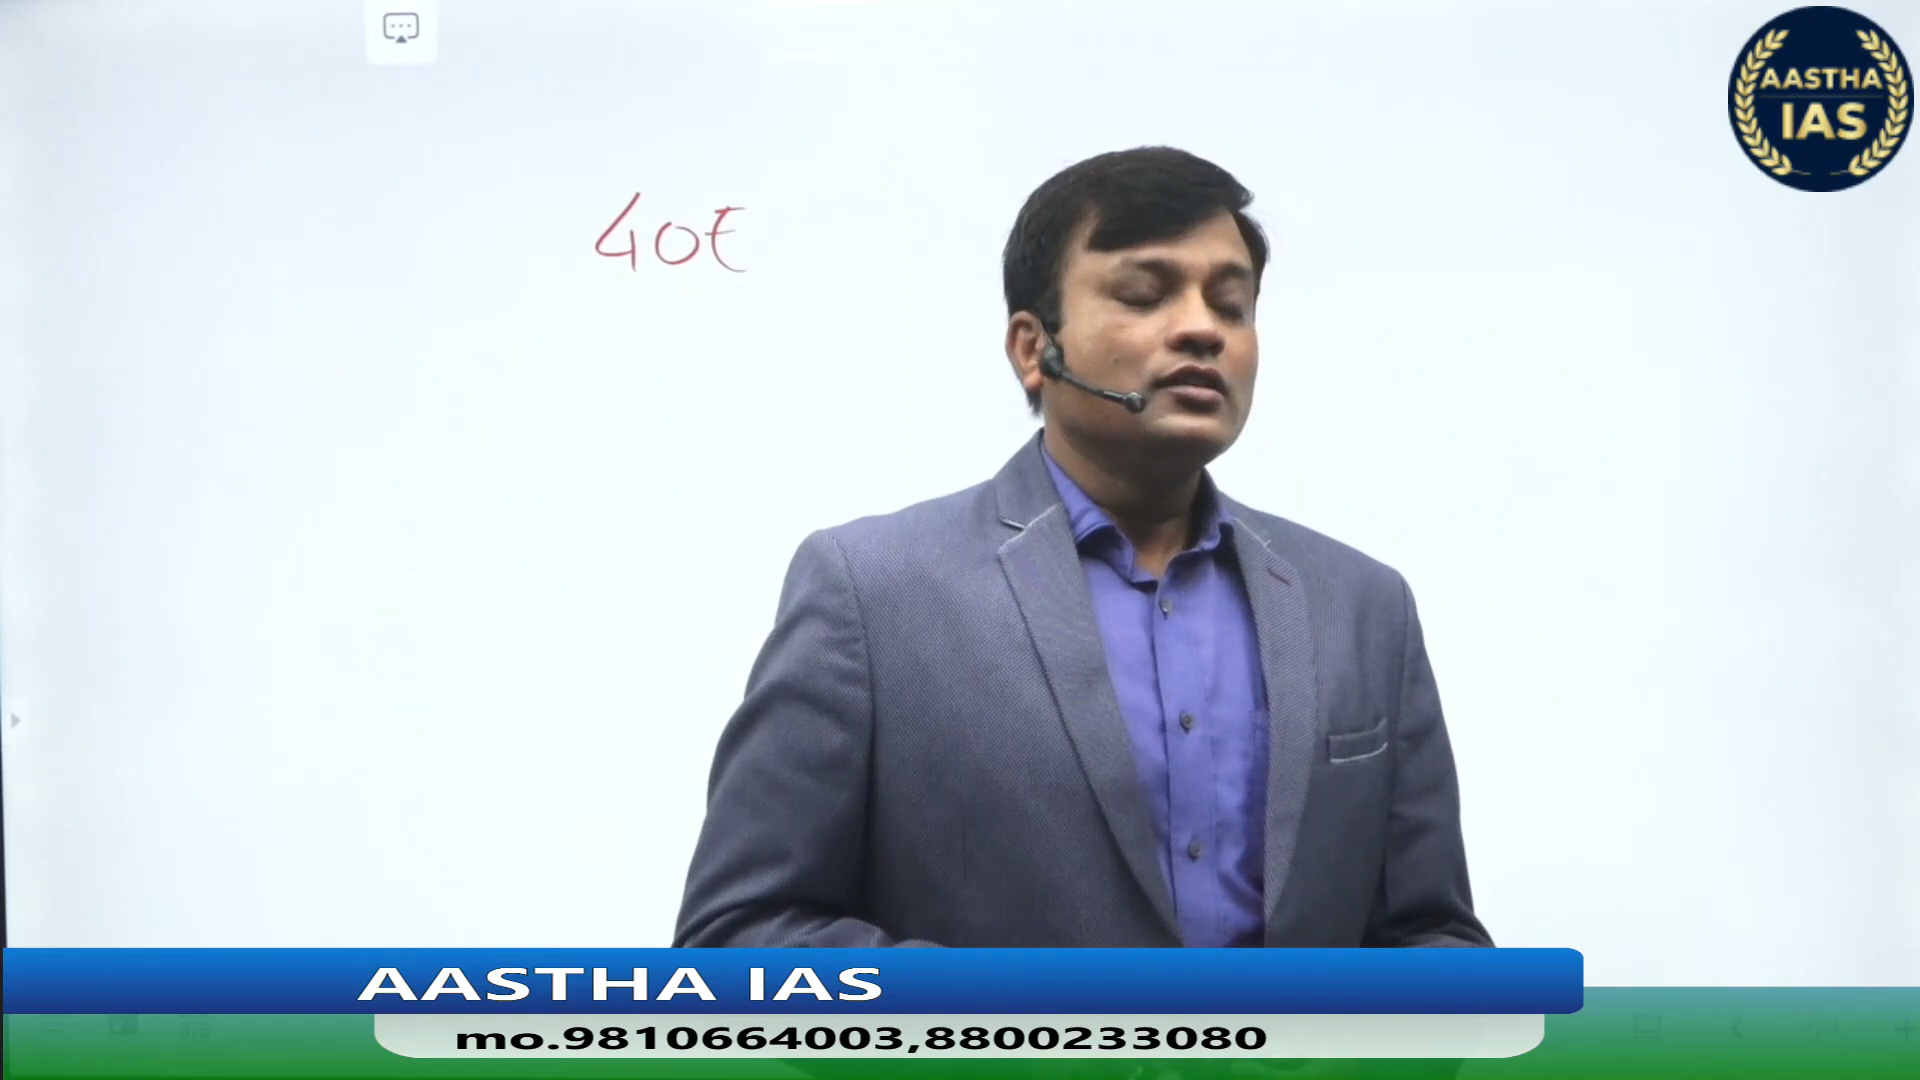 AASTHA
IAS
40E
AASTHA IAS
mo.9810664003,8800233080